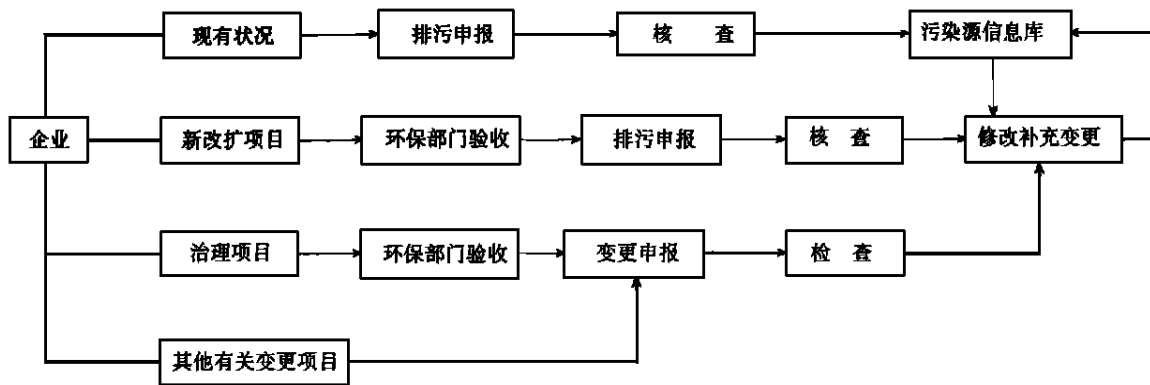 现有状况
排污申报
核 查
污染源信息库
企业
新改扩项目
环保部门验收
排污申报
核 查
修改补充变更
治理项目
环保部门验收
变更申报
检 查
其他有关变更项目